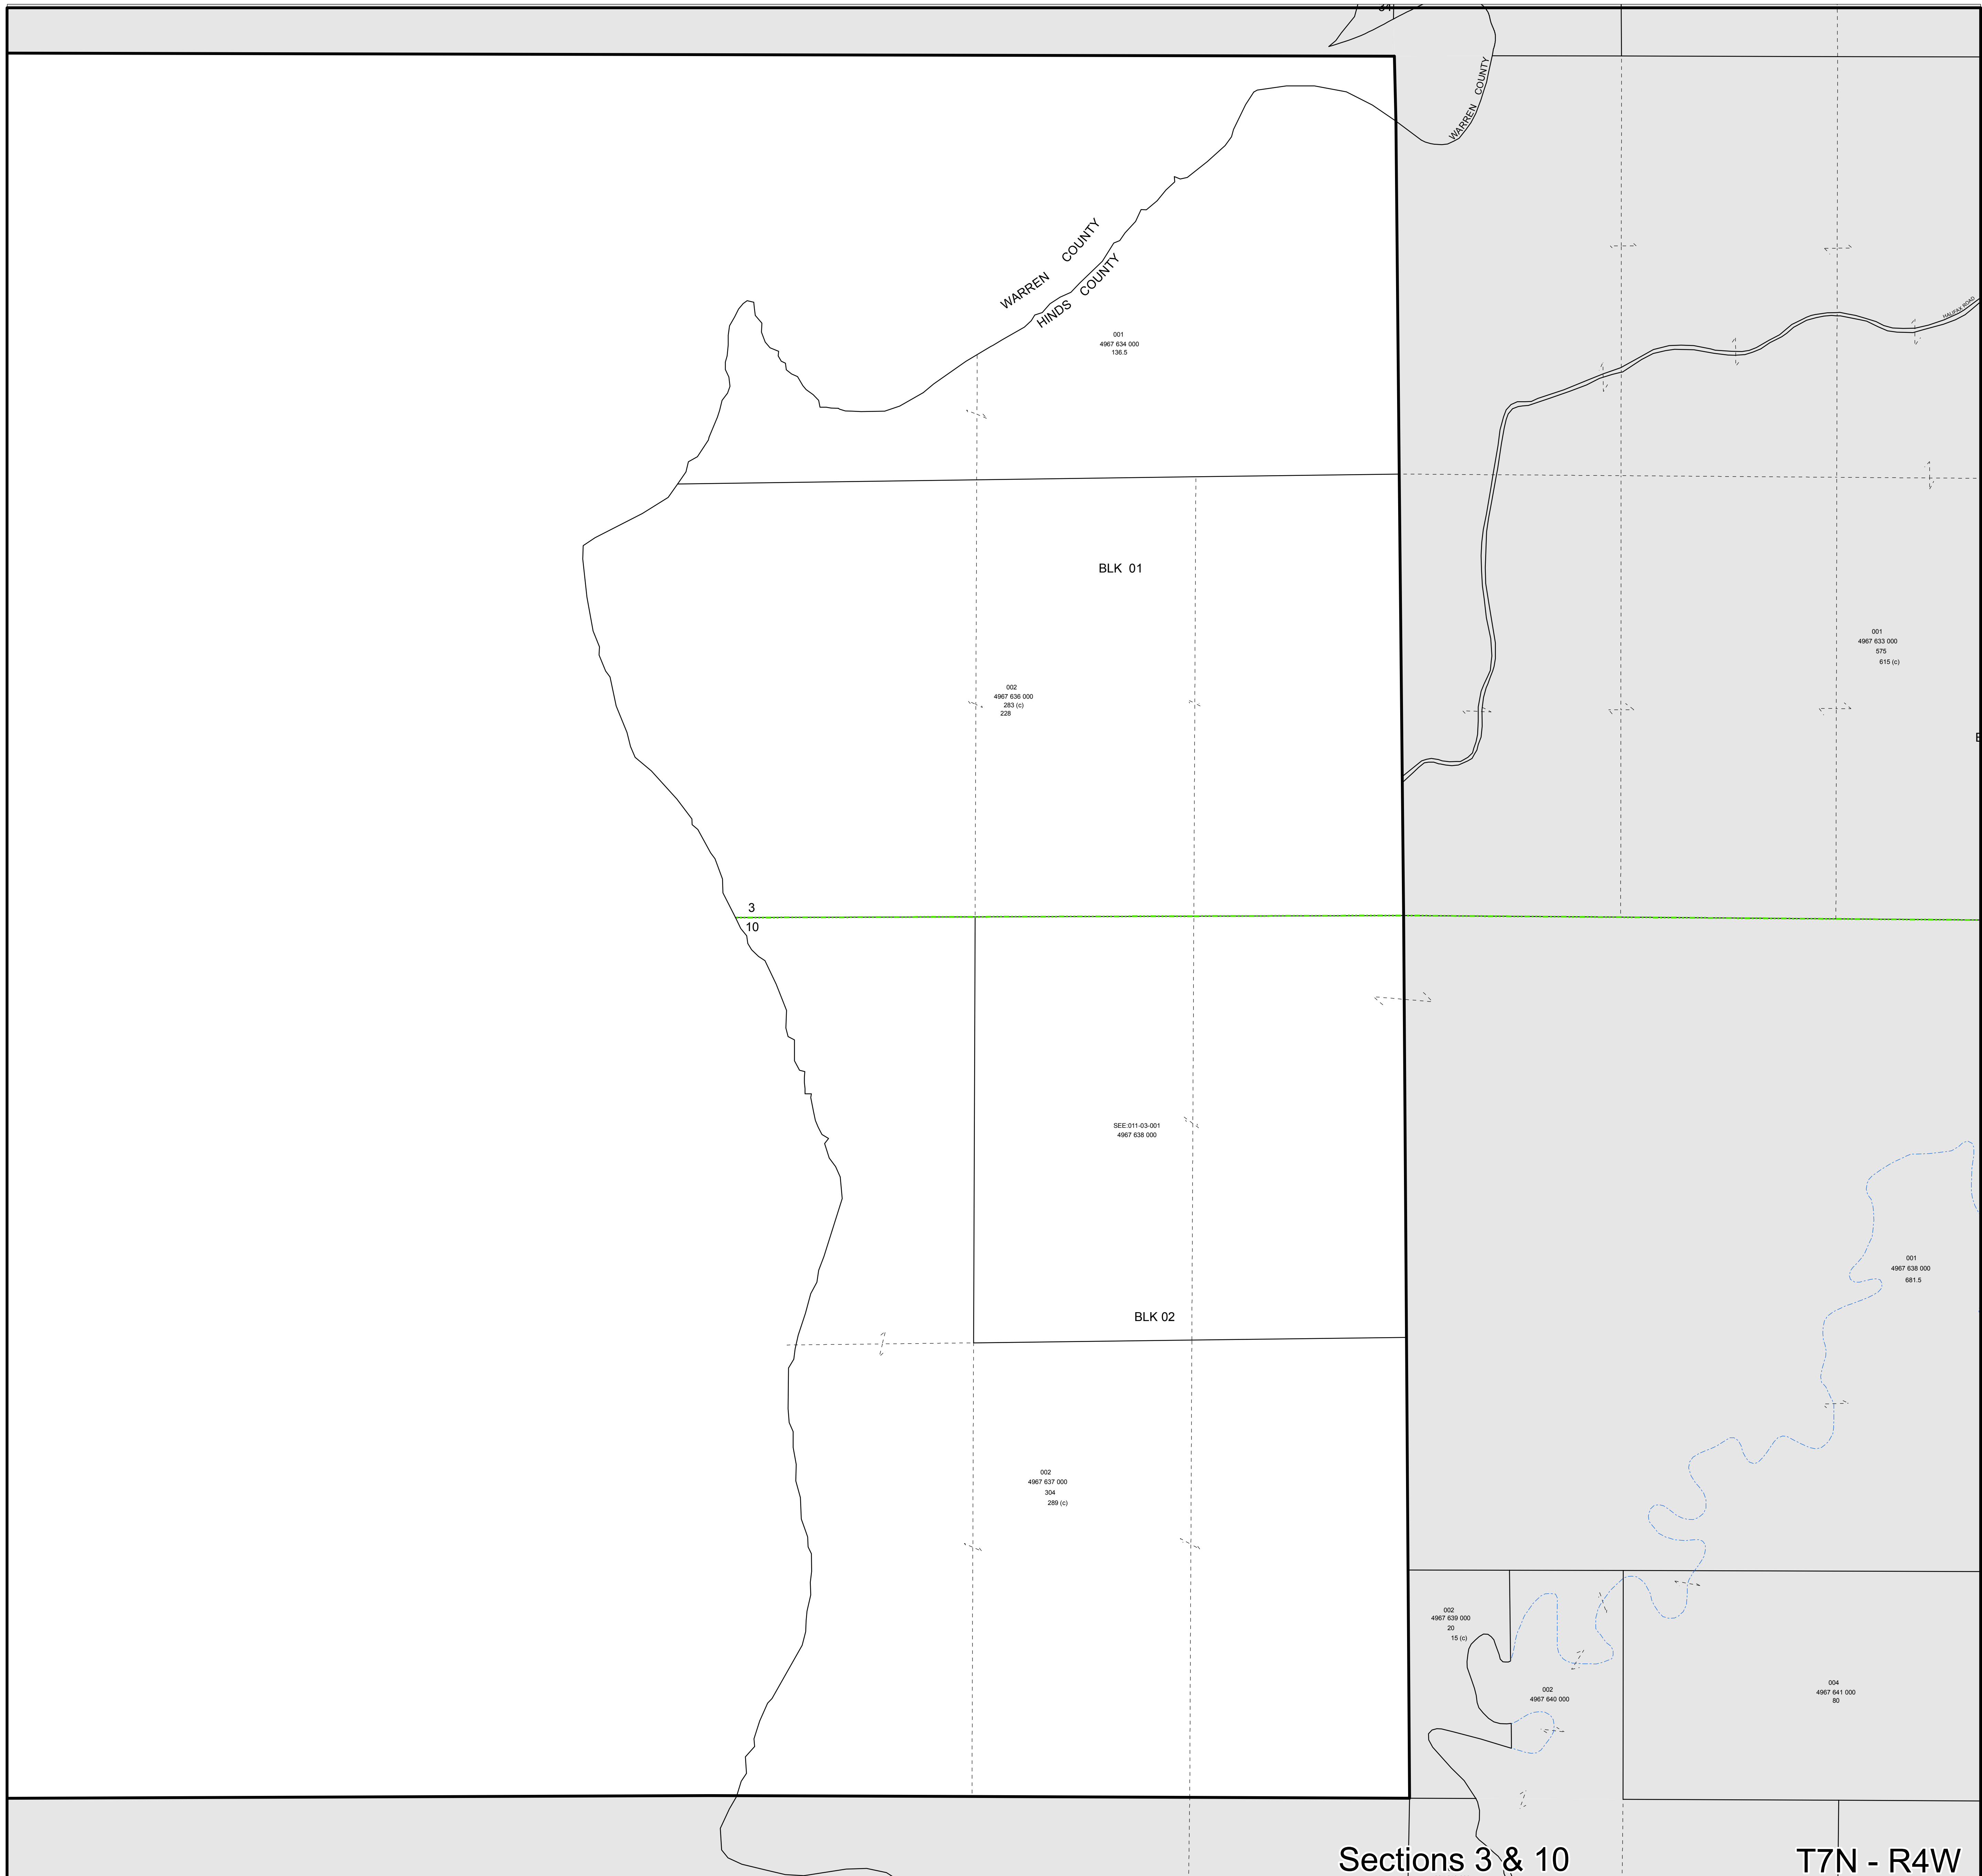 34
WARREN COUNTY
WARREN COUNTY
HINDS COUNTY
HALIFAX ROAD
001
4967 634 000
136.5
BLK 01
001
4967 633 000
575
615 (c)
002
4967 636 000
283 (c)
228
3
10
SEE:011-03-001
4967 638 000
001
4967 638 000
681.5
BLK 02
002
4967 637 000
304
289 (c)
002
4967 639 000
20
15 (c)
002
4967 640 000
004
4967 641 000
80
Sections 3 & 10
T7N - R4W